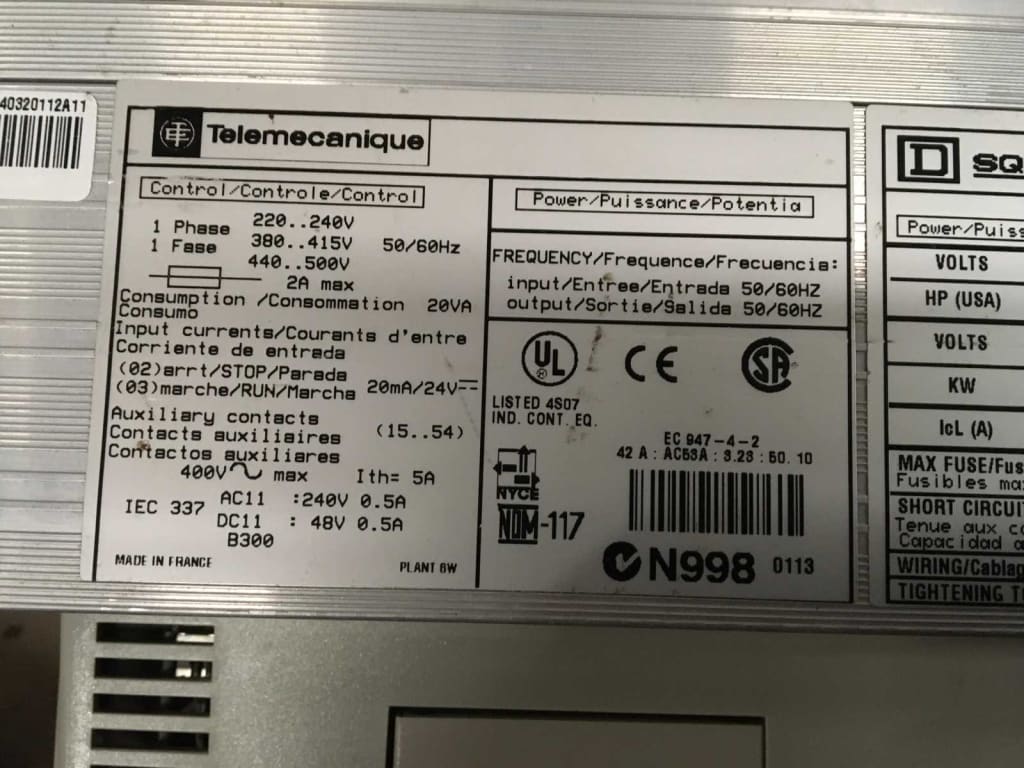 40320112A11
Telemecanique
Control/Controle/Control
1 Phase 220..240V
1 Fase 380..415V 50/60Hz
440..500V
2A max
Consumption /Consommation 20VA
Consumo
Input currents/Courants d'entre
Corriente de entrada
(02)arrt/STOP/Parada
(03)marche/RUN/Marcha 20mA/24V⎓
Auxiliary contacts
Contacts auxiliaires (15..54)
Contactos auxiliares
400V∿ max Ith= 5A
IEC 337 AC11 :240V 0.5A
DC11 : 48V 0.5A
B300
MADE IN FRANCE PLANT 6W
Power/Puissance/Potentia
FREQUENCY/Frequence/Frecuencia:
input/Entree/Entrada 50/60HZ
output/Sortie/Salida 50/60HZ
UL ® CE SA
LISTED 4S07
IND. CONT. EQ.
EC 947-4-2
42 A : AC53A : 3.23 : 50. 10
NYCE
NOM-117
N998 0113
D SQ
Power/Puiss
VOLTS
HP (USA)
VOLTS
KW
IcL (A)
MAX FUSE/Fus
Fusibles ma
SHORT CIRCUI
Tenue aux co
Capacidad a
WIRING/Cablag
TIGHTENING T